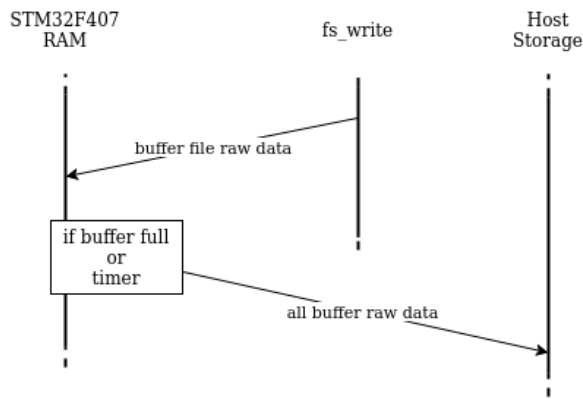 STM32F407
RAM
fs_write
Host
Storage
buffer file raw data
if buffer full
or
timer
all buffer raw data